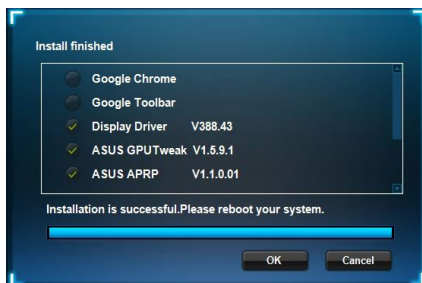 Install finished
Google Chrome
Google Toolbar
Display Driver V388.43
ASUS GPUTweak V1.5.9.1
ASUS APRP V1.1.0.01
Installation is successful.Please reboot your system.
OK Cancel